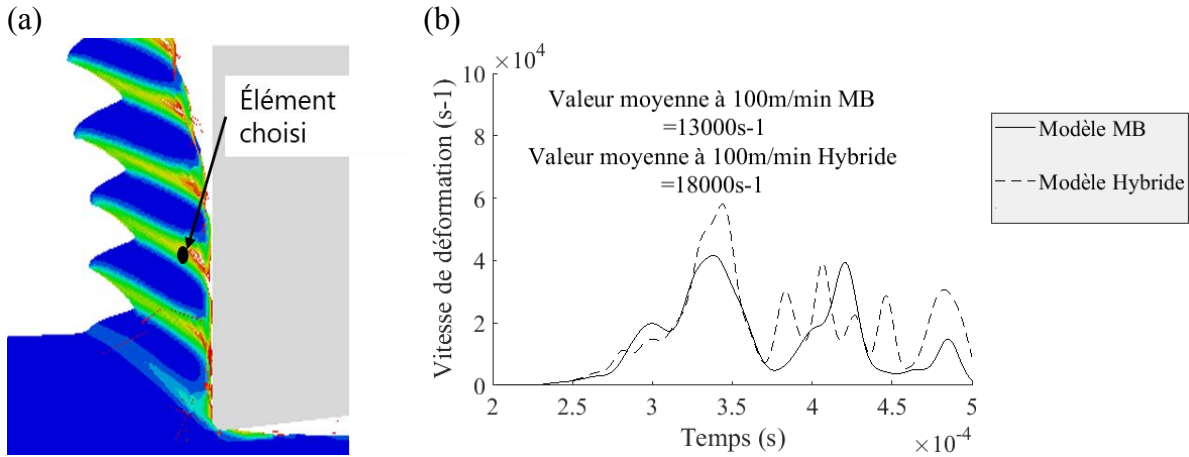 (a)
Élément
choisi
(b)
×10⁴
10
8
6
4
2
0
Vitesse de déformation (s-1)
Valeur moyenne à 100m/min MB
=13000s-1
Valeur moyenne à 100m/min Hybride
=18000s-1
2
2.5
3
3.5
4
4.5
5
Temps (s)
×10⁻⁴
Modèle MB
Modèle Hybride